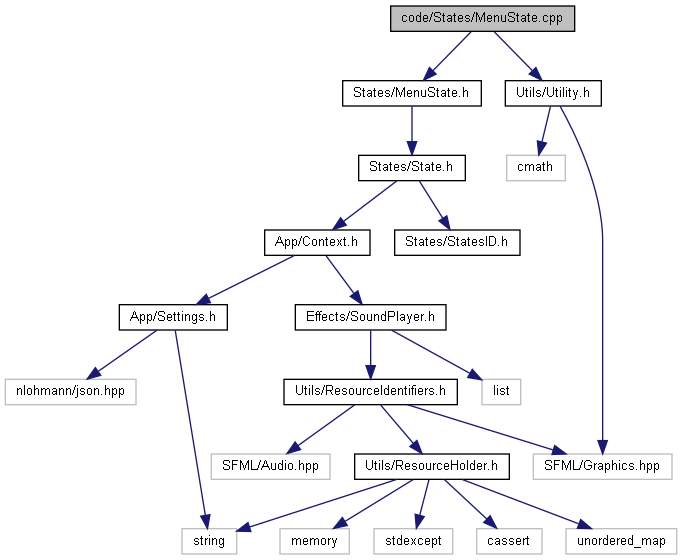 code/States/MenuState.cpp
States/MenuState.h
Utils/Utility.h
States/State.h
cmath
App/Context.h
States/StatesID.h
App/Settings.h
Effects/SoundPlayer.h
nlohmann/json.hpp
Utils/ResourceIdentifiers.h
list
SFML/Audio.hpp
Utils/ResourceHolder.h
SFML/Graphics.hpp
string
memory
stdexcept
cassert
unordered_map